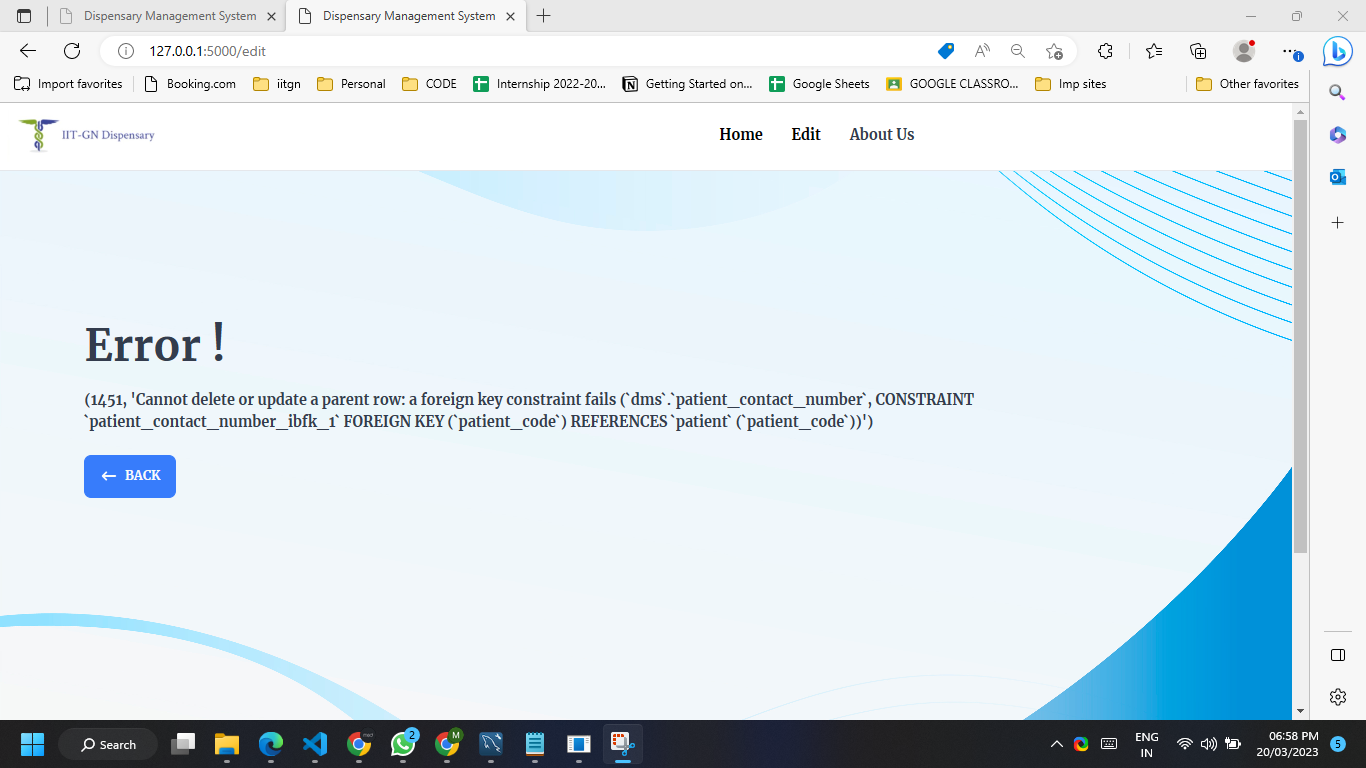 Dispensary Management System
Dispensary Management System
127.0.0.1:5000/edit
Import favorites
Booking.com
iitgn
Personal
CODE
Internship 2022-20...
Getting Started on...
Google Sheets
GOOGLE CLASSRO...
Imp sites
Other favorites
IIT-GN Dispensary
Home
Edit
About Us
Error !
(1451, 'Cannot delete or update a parent row: a foreign key constraint fails (`dms`.`patient_contact_number`, CONSTRAINT
`patient_contact_number_ibfk_1` FOREIGN KEY (`patient_code`) REFERENCES `patient` (`patient_code`))')
← BACK
Search
2
M
ENG
IN
06:58 PM
20/03/2023
5